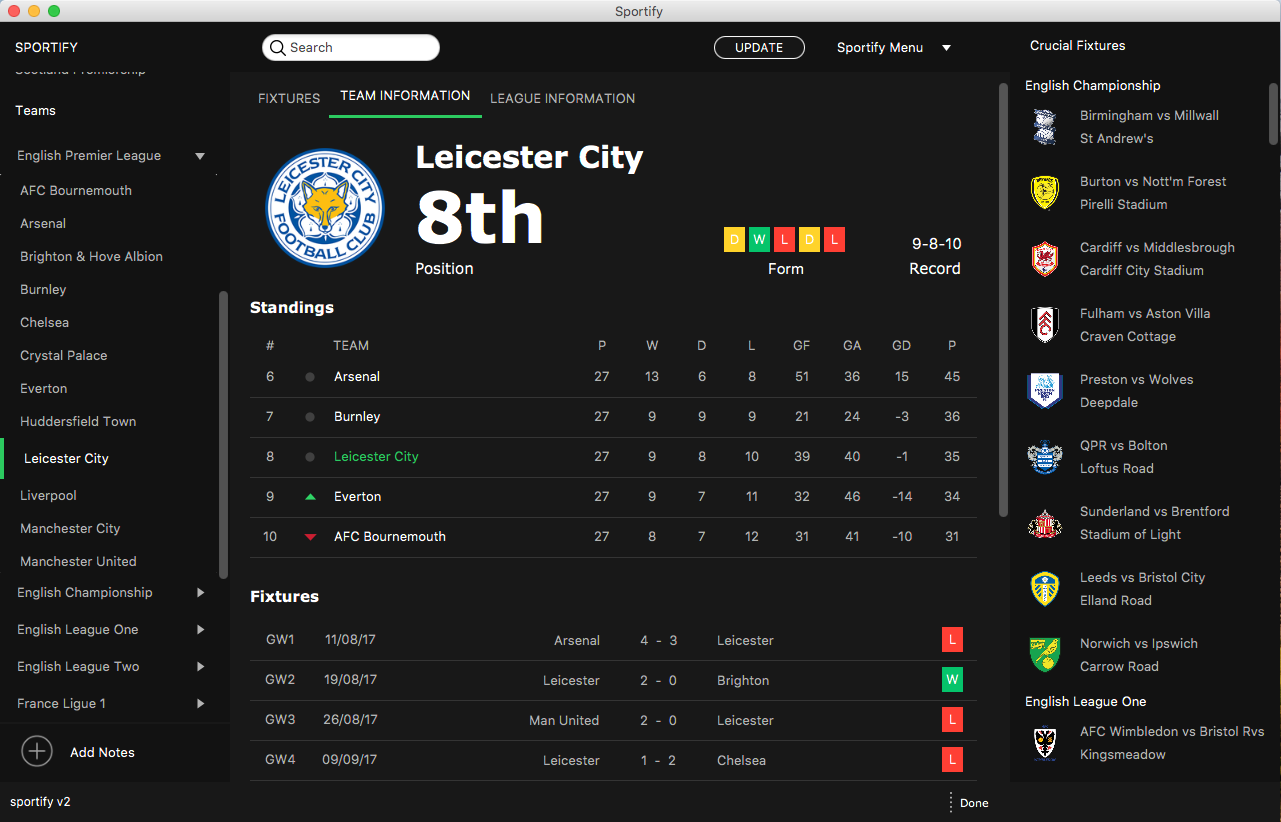 Sportify
SPORTIFY
Search
UPDATE
Sportify Menu
Crucial Fixtures
Scotland Premiership
Teams
English Premier League
AFC Bournemouth
Arsenal
Brighton & Hove Albion
Burnley
Chelsea
Crystal Palace
Everton
Huddersfield Town
Leicester City
Liverpool
Manchester City
Manchester United
English Championship
English League One
English League Two
France Ligue 1
Add Notes
FIXTURES TEAM INFORMATION LEAGUE INFORMATION
LEICESTER CITY
FOOTBALL CLUB
Leicester City
8th
Position
D W L D L
Form
9-8-10
Record
Standings
# TEAM P W D L GF GA GD P
6 Arsenal 27 13 6 8 51 36 15 45
7 Burnley 27 9 9 9 21 24 -3 36
8 Leicester City 27 9 8 10 39 40 -1 35
9 Everton 27 9 7 11 32 46 -14 34
10 AFC Bournemouth 27 8 7 12 31 41 -10 31
Fixtures
GW1 11/08/17 Arsenal 4 - 3 Leicester L
GW2 19/08/17 Leicester 2 - 0 Brighton W
GW3 26/08/17 Man United 2 - 0 Leicester L
GW4 09/09/17 Leicester 1 - 2 Chelsea L
English Championship
Birmingham vs Millwall
St Andrew's
Burton vs Nott'm Forest
Pirelli Stadium
Cardiff vs Middlesbrough
Cardiff City Stadium
Fulham vs Aston Villa
Craven Cottage
Preston vs Wolves
Deepdale
QPR vs Bolton
Loftus Road
Sunderland vs Brentford
Stadium of Light
Leeds vs Bristol City
Elland Road
Norwich vs Ipswich
Carrow Road
English League One
AFC Wimbledon vs Bristol Rvs
Kingsmeadow
sportify v2
Done